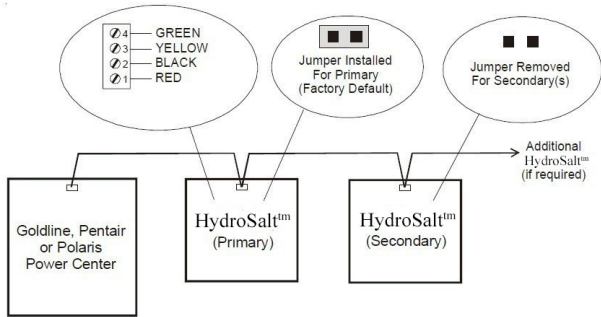 4 GREEN
3 YELLOW
2 BLACK
1 RED
Jumper Installed
For Primary
(Factory Default)
Jumper Removed
For Secondary(s)
Additional
HydroSalt™
(if required)
Goldline, Pentair
or Polaris
Power Center
HydroSalt™
(Primary)
HydroSalt™
(Secondary)